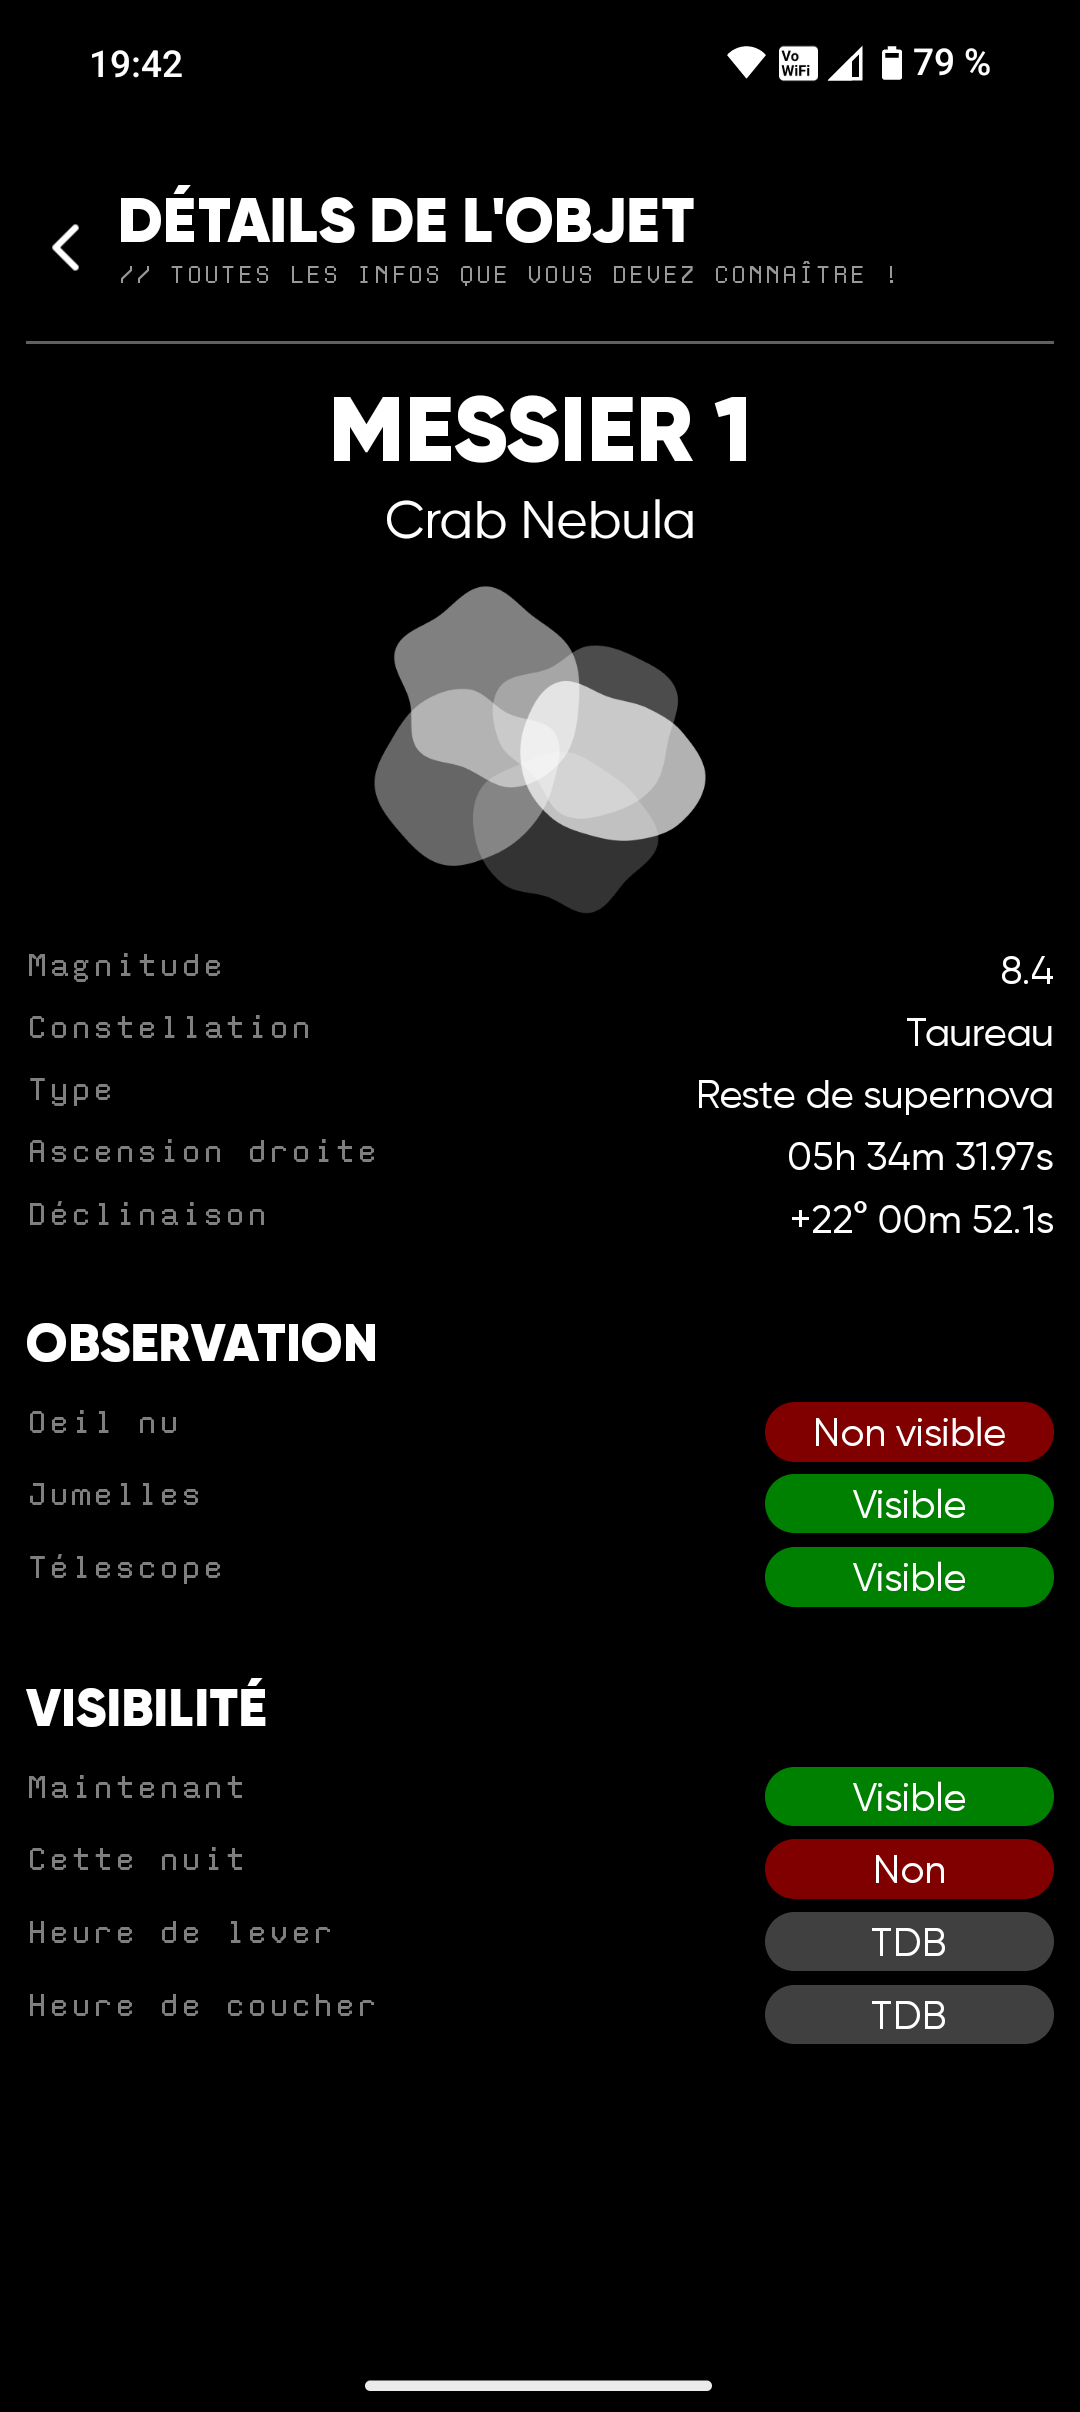 19:42
Vo
WiFi
79 %
DÉTAILS DE L'OBJET
// TOUTES LES INFOS QUE VOUS DEVEZ CONNAÎTRE !
MESSIER 1
Crab Nebula
Magnitude 8.4
Constellation Taureau
Type Reste de supernova
Ascension droite 05h 34m 31.97s
Déclinaison +22° 00m 52.1s
OBSERVATION
Oeil nu Non visible
Jumelles Visible
Télescope Visible
VISIBILITÉ
Maintenant Visible
Cette nuit Non
Heure de lever TDB
Heure de coucher TDB